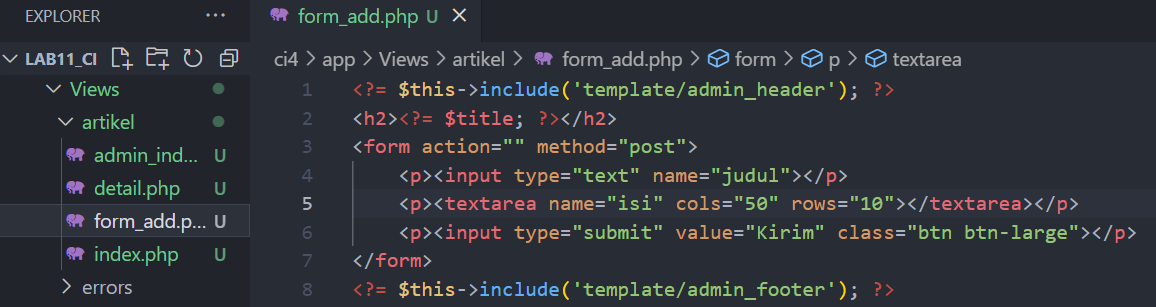 EXPLORER ...
form_add.php U
LAB11_CI
Views
artikel
admin_ind... U
detail.php U
form_add.p... U
index.php U
errors
ci4 > app > Views > artikel > form_add.php > form > p > textarea
1 <?= $this->include('template/admin_header'); ?>
2 <h2><?= $title; ?></h2>
3 <form action="" method="post">
4 <p><input type="text" name="judul"></p>
5 <p><textarea name="isi" cols="50" rows="10"></textarea></p>
6 <p><input type="submit" value="Kirim" class="btn btn-large"></p>
7 </form>
8 <?= $this->include('template/admin_footer'); ?>